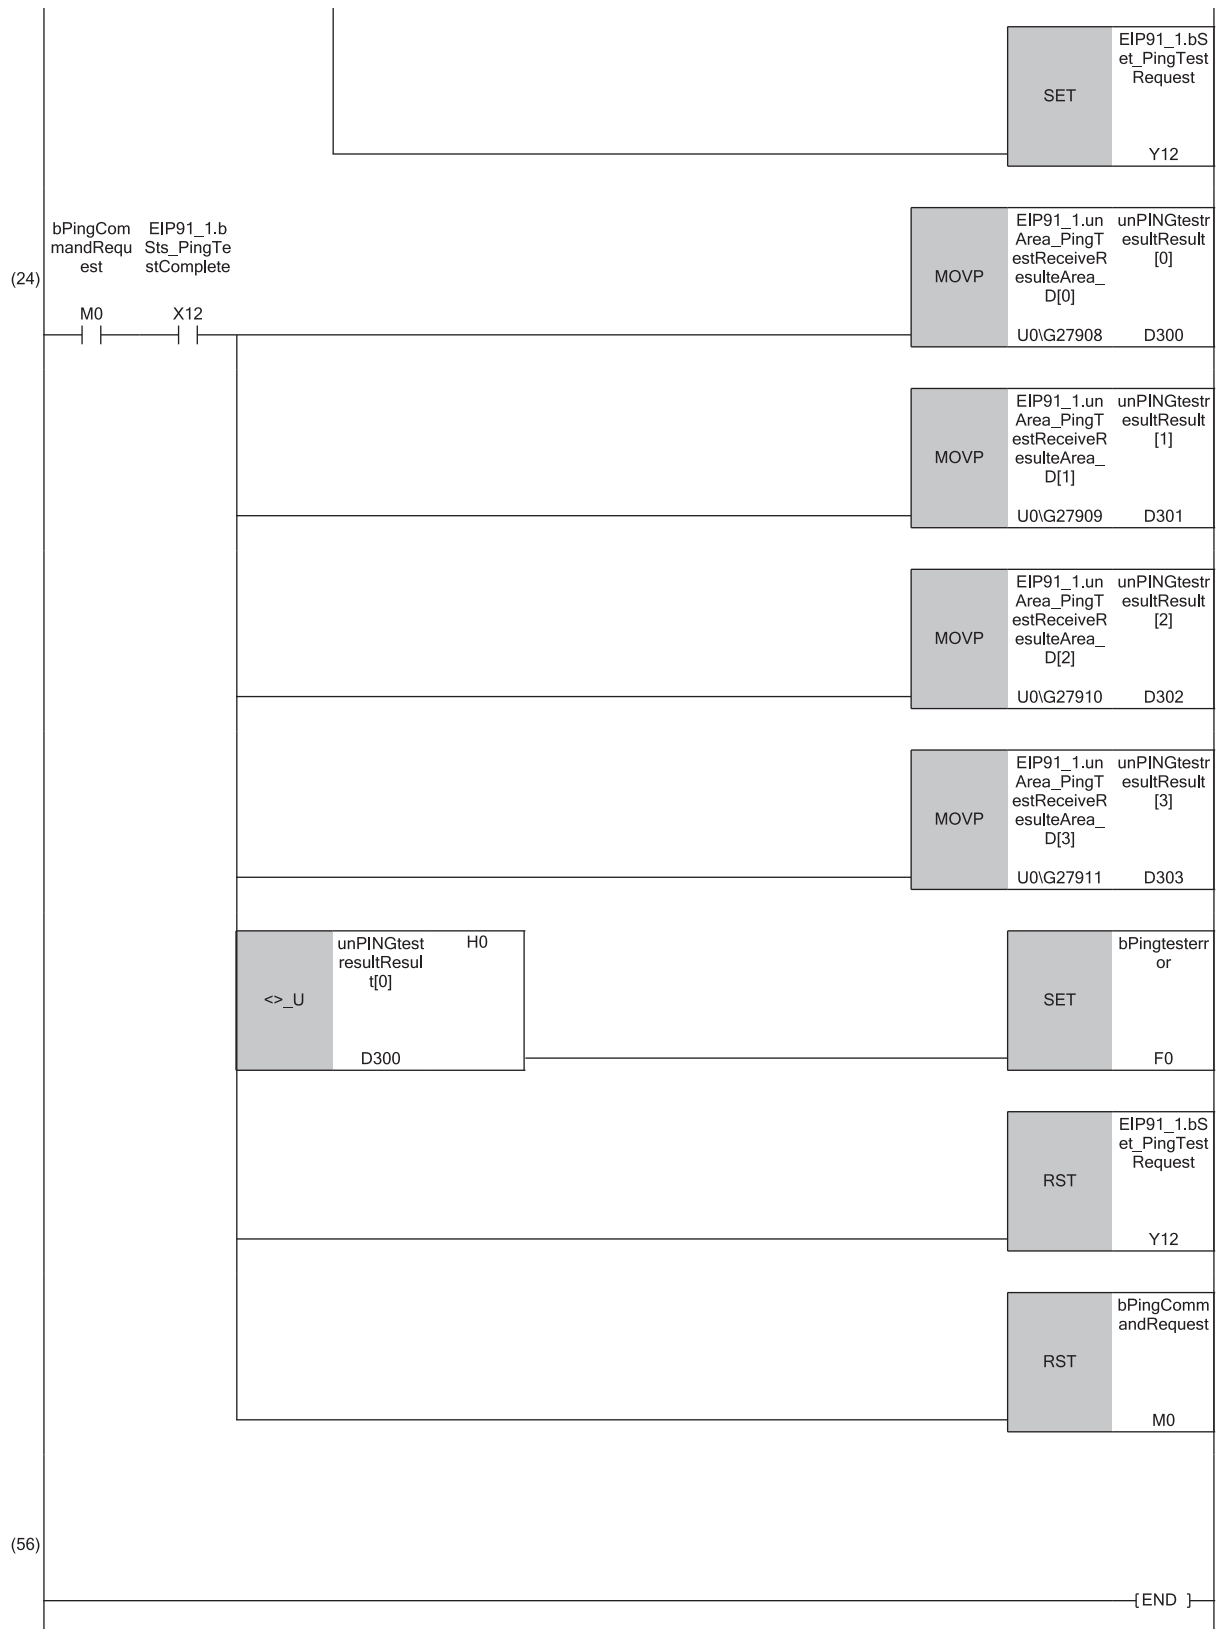 EIP91_1.bS
et_PingTest
Request
SET
Y12
(24)
bPingCom
mandRequ
est
M0
EIP91_1.b
Sts_PingTe
stComplete
X12
MOVP
EIP91_1.un
Area_PingT
estReceiveR
esulteArea_
D[0]
U0\G27908
unPINGtestr
esultResult
[0]
D300
MOVP
EIP91_1.un
Area_PingT
estReceiveR
esulteArea_
D[1]
U0\G27909
unPINGtestr
esultResult
[1]
D301
MOVP
EIP91_1.un
Area_PingT
estReceiveR
esulteArea_
D[2]
U0\G27910
unPINGtestr
esultResult
[2]
D302
MOVP
EIP91_1.un
Area_PingT
estReceiveR
esulteArea_
D[3]
U0\G27911
unPINGtestr
esultResult
[3]
D303
<>_U
unPINGtest
resultResul
t[0]
D300
H0
SET
bPingtesterr
or
F0
RST
EIP91_1.bS
et_PingTest
Request
Y12
RST
bPingComm
andRequest
M0
(56)
[END ]